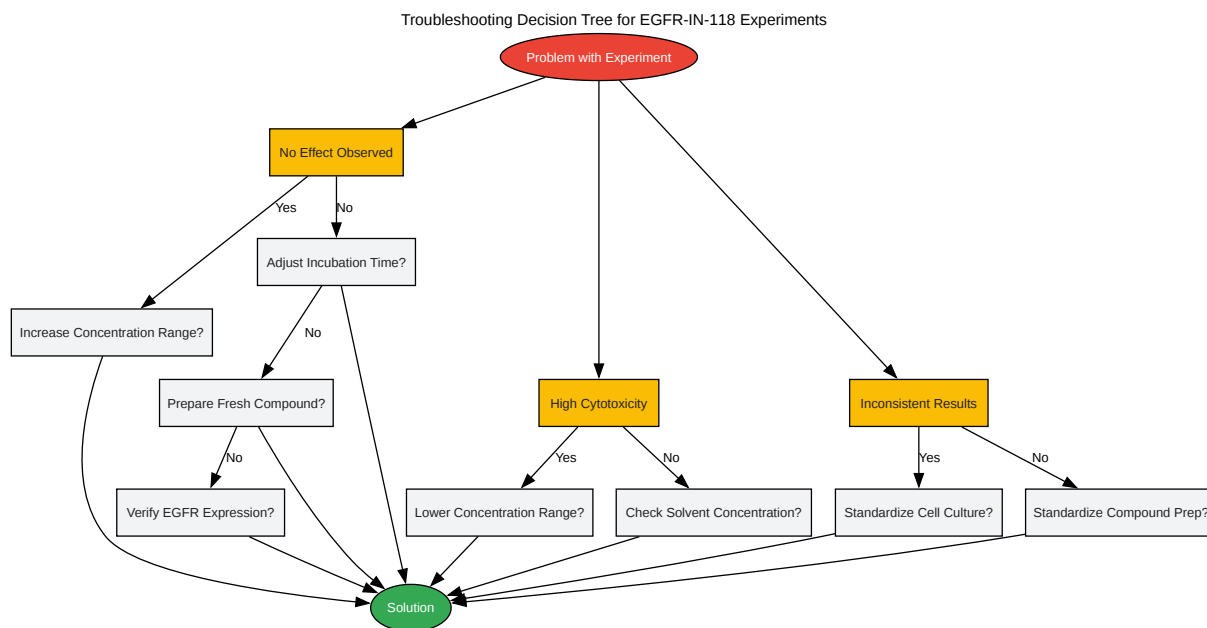 Troubleshooting Decision Tree for EGFR-IN-118 Experiments
Problem with Experiment
No Effect Observed
Yes
No
Adjust Incubation Time?
Increase Concentration Range?
No
Prepare Fresh Compound?
High Cytotoxicity
Inconsistent Results
No
Yes
No
Yes
No
Verify EGFR Expression?
Lower Concentration Range?
Check Solvent Concentration?
Standardize Cell Culture?
Standardize Compound Prep?
Solution